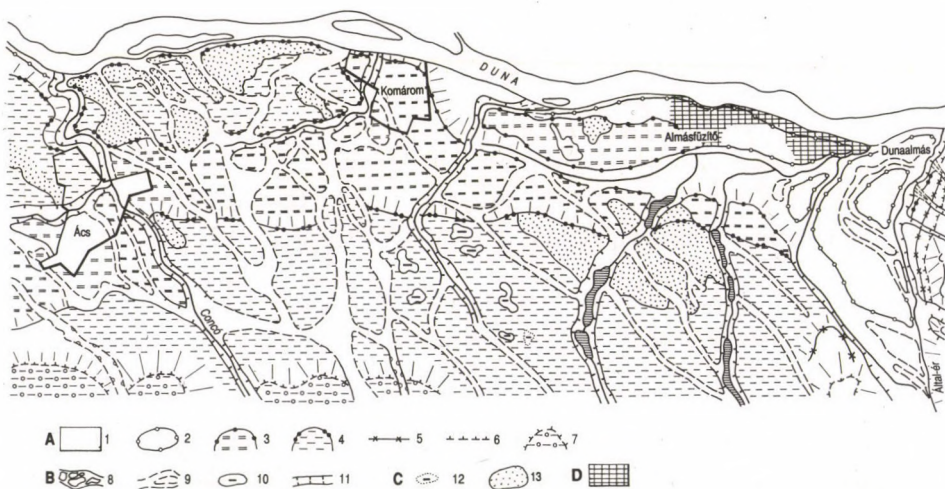 DUNA
Komárom
Almásfüzitő
Dunaalmás
Ács
Concó
Által-ér
A 1 2 3 4 5 6 7
B 8 9 10 11 C 12 13 D